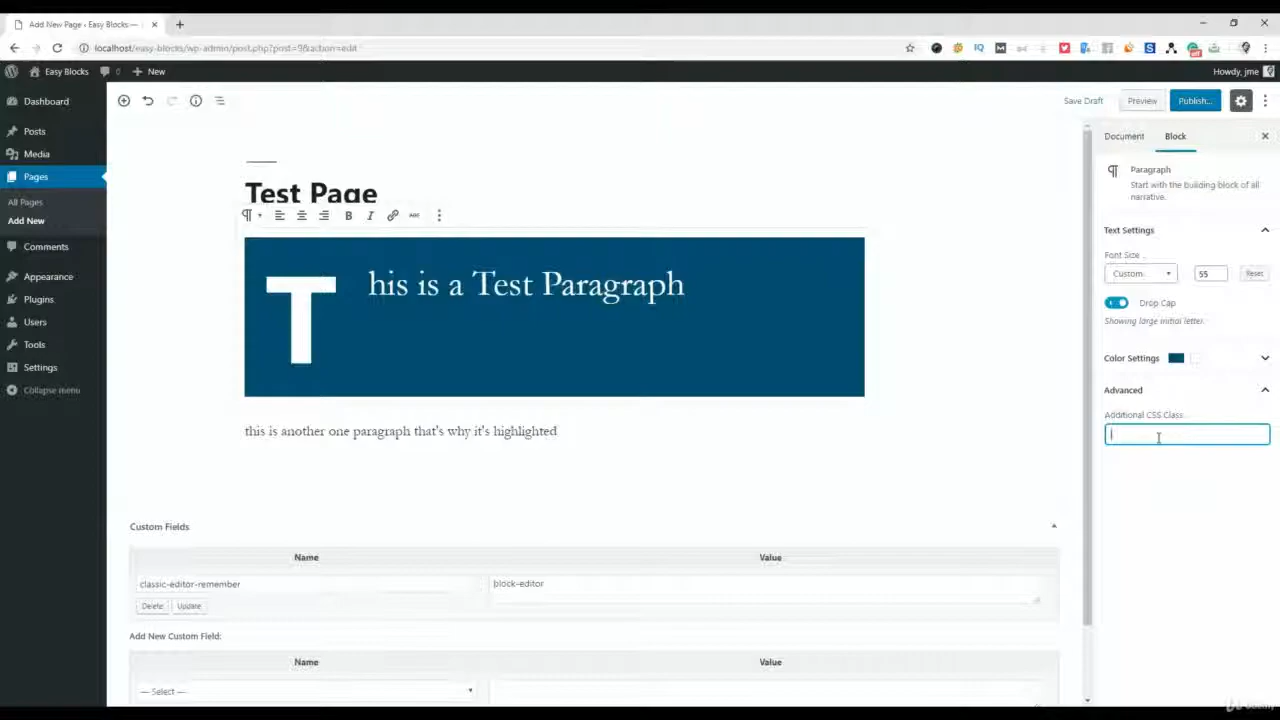 Add New Page ‹ Easy Blocks —
localhost/easy-blocks/wp-admin/post.php?post=9&action=edit
Easy Blocks
0
New
Howdy, jme
Dashboard
Posts
Media
Pages
All Pages
Add New
Comments
Appearance
Plugins
Users
Tools
Settings
Collapse menu
Save Draft
Preview
Publish...
Test Page
B
I
ABC
This is a Test Paragraph
this is another one paragraph that's why it's highlighted
Document
Block
Paragraph
Start with the building block of all
narrative.
Text Settings
Font Size
Custom
55
Reset
Drop Cap
Showing large initial letter.
Color Settings
Advanced
Additional CSS Class
Custom Fields
Name
Value
classic-editor-remember
block-editor
Delete
Update
Add New Custom Field:
Name
Value
— Select —
Udemy